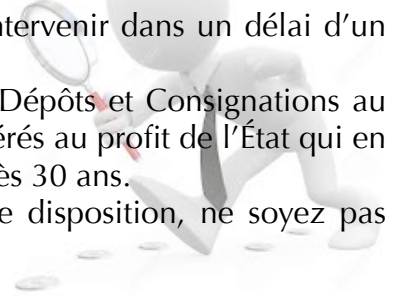 ntervenir dans un délai d’un
Dépôts et Consignations au
érés au profit de l’État qui en
ès 30 ans.
e disposition, ne soyez pas